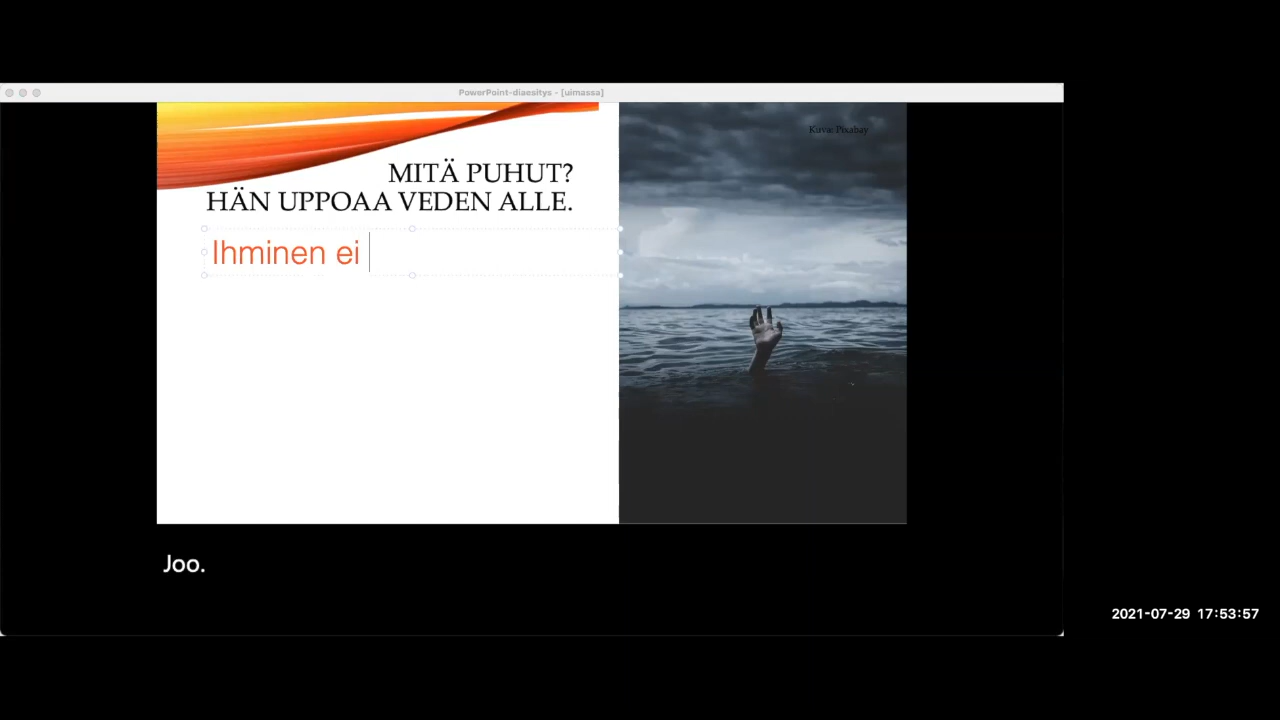 PowerPoint-diaesitys - [uimassa]
Kuva: Pixabay
MITÄ PUHUT?
HÄN UPPOAA VEDEN ALLE.
Ihminen ei
Joo.
2021-07-29 17:53:57